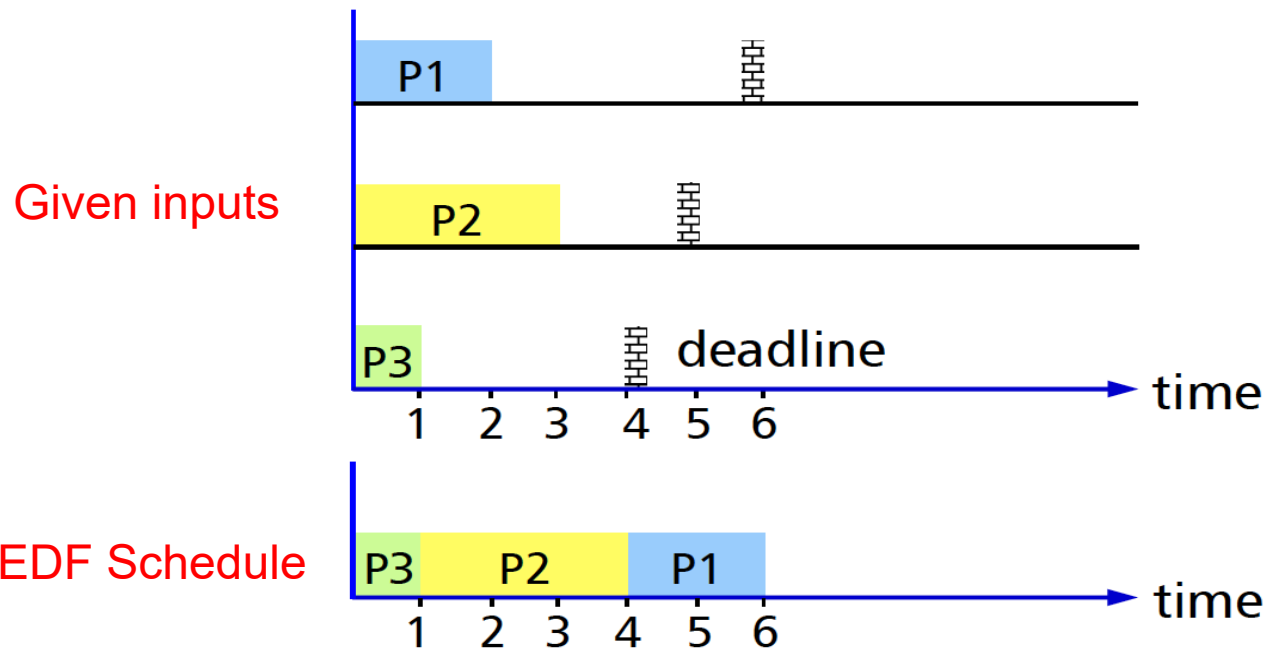 P1
Given inputs
P2
P3
deadline
time
1 2 3 4 5 6
EDF Schedule
P3 P2 P1
time
1 2 3 4 5 6